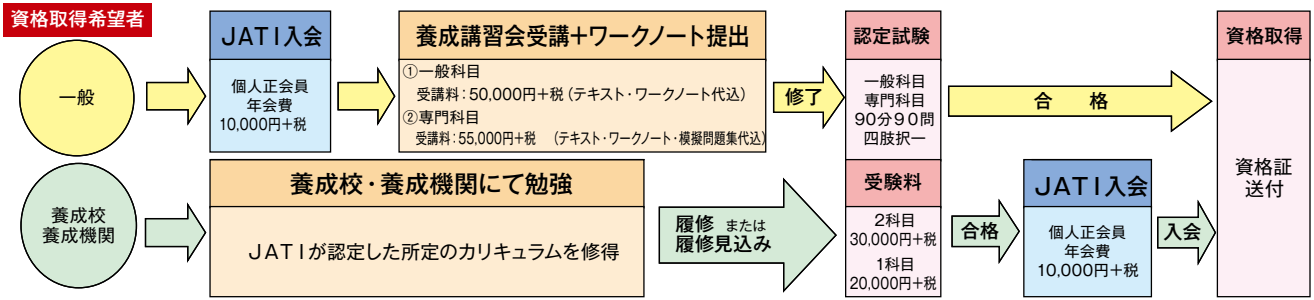 資格取得希望者
一般
JATI入会
個人正会員
年会費
10,000円+税
養成講習会受講+ワークノート提出
①一般科目
受講料:50,000円+税(テキスト・ワークノート代込)
②専門科目
受講料:55,000円+税 (テキスト・ワークノート・模擬問題集代込)
修了
認定試験
一般科目
専門科目
90分90問
四肢択一
合 格
資格取得
資格証
送付
養成校
養成機関
養成校・養成機関にて勉強
JATIが認定した所定のカリキュラムを修得
履修 または
履修見込み
受験料
2科目
30,000円+税
1科目
20,000円+税
合格
JATI入会
個人正会員
年会費
10,000円+税
入会